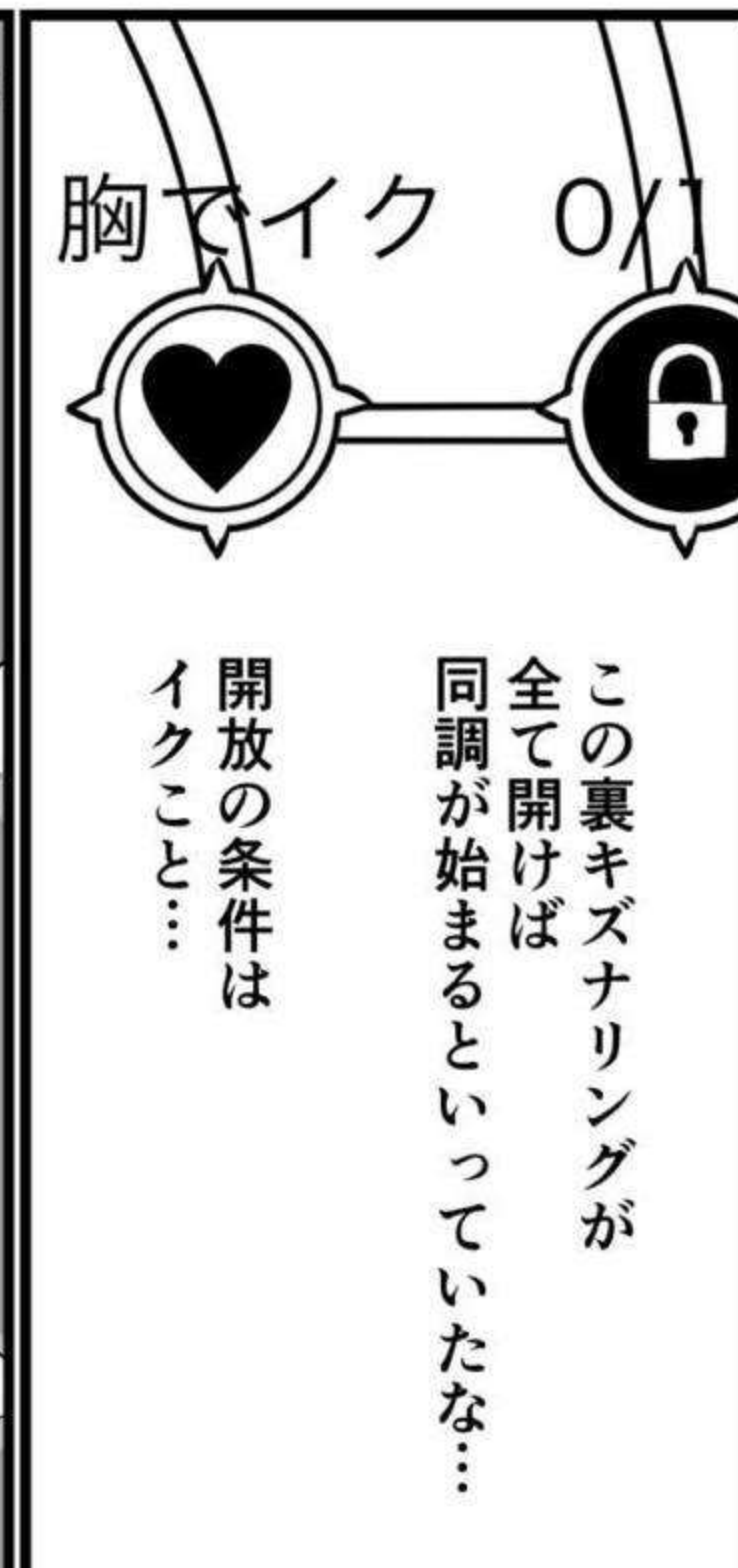 胸でイク 0/1
この裏キズナリングが
全て開けば
同調が始まるといっていたな…
開放の条件は
イクこと…